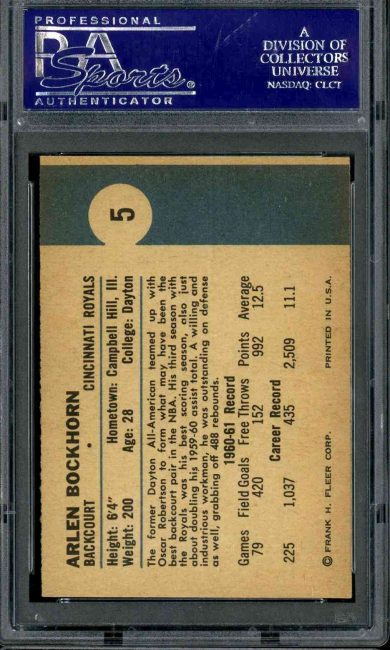 PROFESSIONAL
PSA
Sports®
AUTHENTICATOR
A
DIVISION OF
COLLECTORS
UNIVERSE
NASDAQ: CLCT
5
ARLEN BOCKHORN
BACKCOURT • CINCINNATI ROYALS
Height: 6'4" Hometown: Campbell Hill, Ill.
Weight: 200 Age: 28 College: Dayton
The former Dayton All-American teamed up with
Oscar Robertson to form what may have been the
best backcourt pair in the NBA. His third season with
the Royals was his best scoring season, also just
about doubling his 1959-60 assist total. A willing and
industrious workman, he was outstanding on defense
as well, grabbing off 488 rebounds.
1960-61 Record
Games Field Goals Free Throws Points Average
79 420 152 992 12.5
Career Record
225 1,037 435 2,509 11.1
© FRANK H. FLEER CORP. PRINTED IN U.S.A.